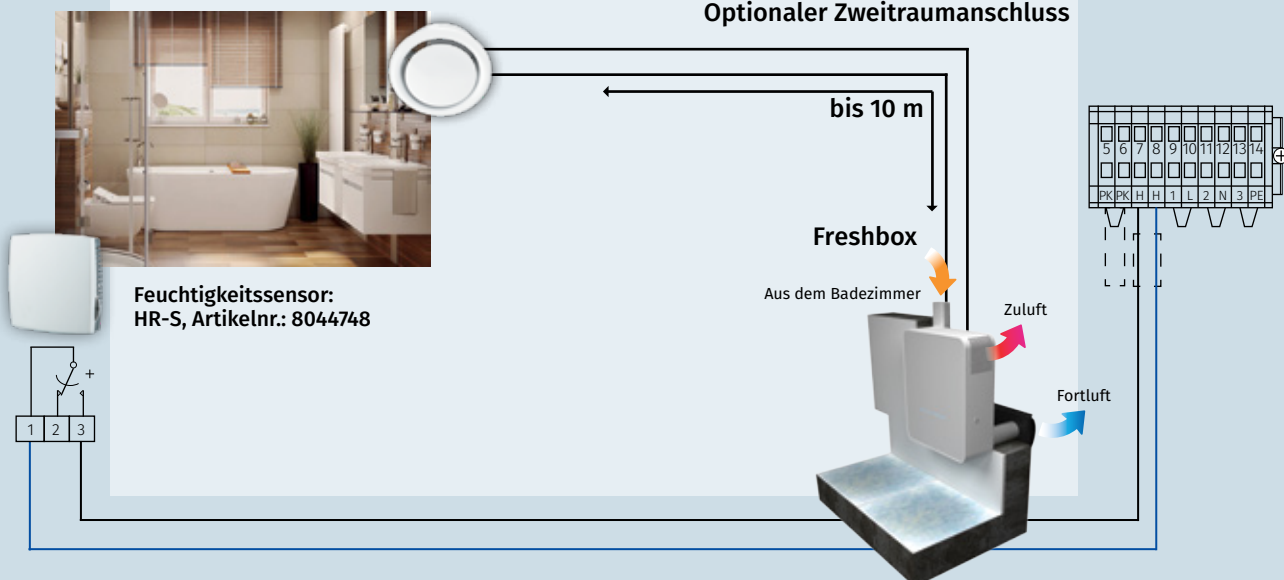 Optionaler Zweitraumanschluss
bis 10 m
5 6 7 8 9 10 11 12 13 14
PK PK H H 1 L 2 N 3 PE
Freshbox
Aus dem Badezimmer
Zuluft
Fortluft
Feuchtigkeitssensor:
HR-S, Artikelnr.: 8044748
+
1 2 3